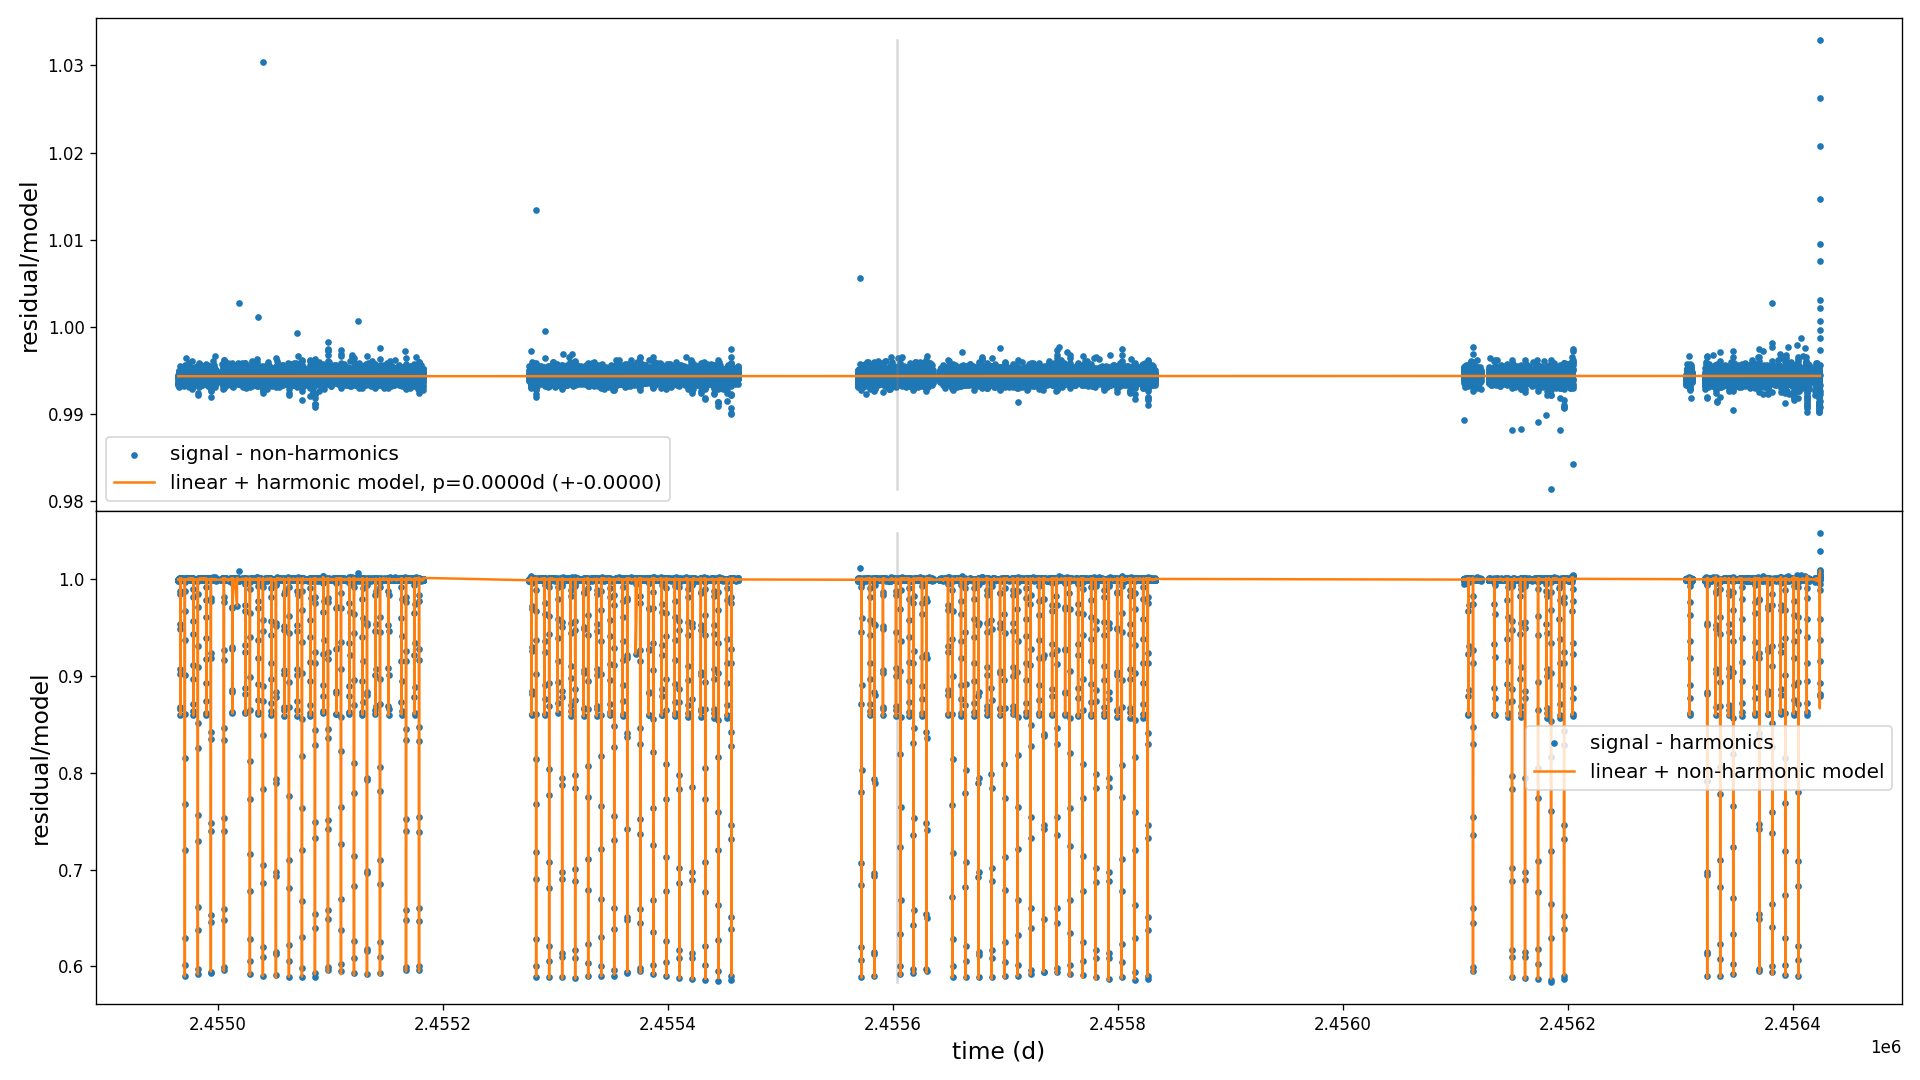 1.03
1.02
1.01
1.00
0.99
0.98
residual/model
signal - non-harmonics
linear + harmonic model, p=0.0000d (+-0.0000)
1.0
0.9
0.8
0.7
0.6
residual/model
signal - harmonics
linear + non-harmonic model
2.4550
2.4552
2.4554
2.4556
2.4558
2.4560
2.4562
2.4564
1e6
time (d)